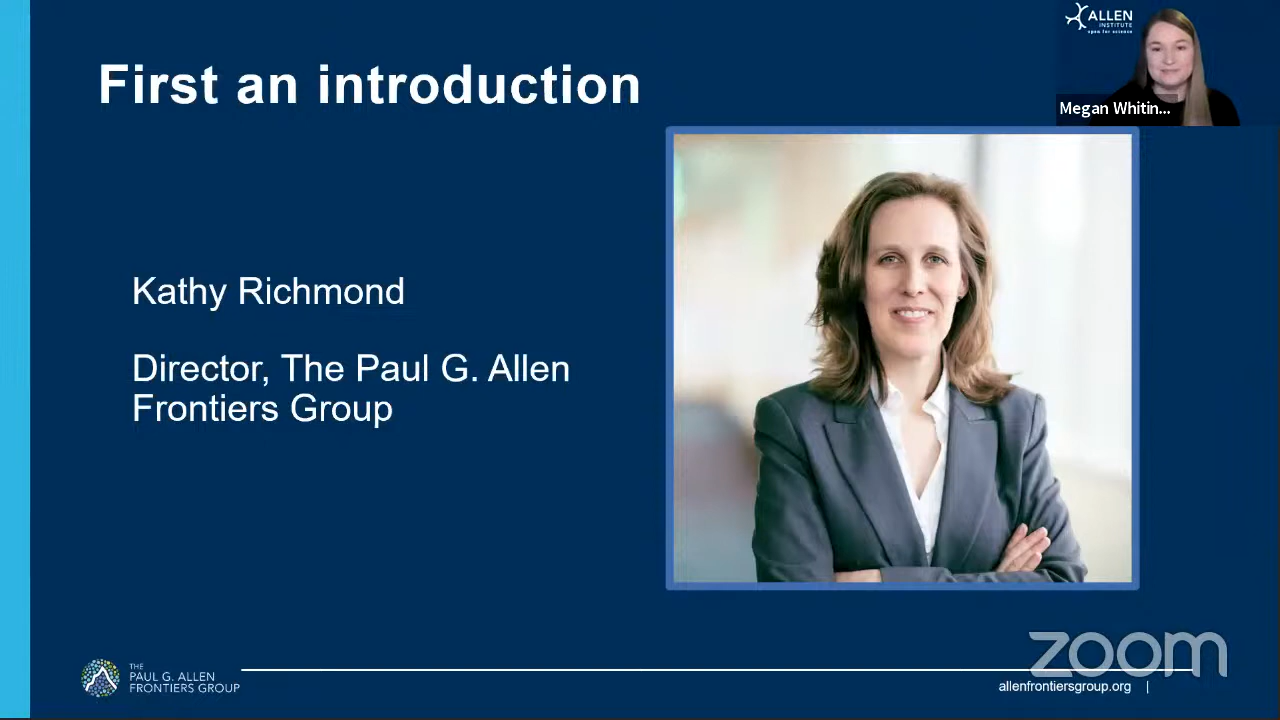 ALLEN
INSTITUTE
open for science
First an introduction
Megan Whitin...
Kathy Richmond
Director, The Paul G. Allen
Frontiers Group
zoom
THE
PAUL G. ALLEN
FRONTIERS GROUP
allenfrontiersgroup.org |